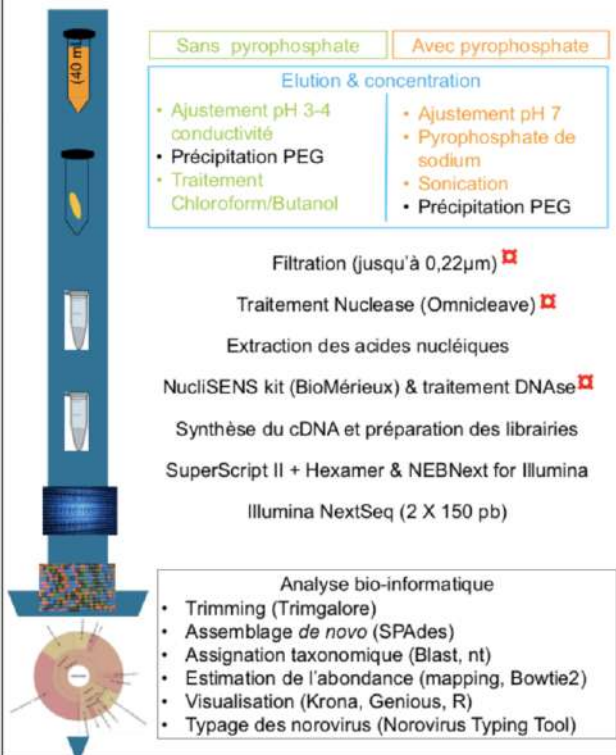 (40 mL
Sans pyrophosphate
Avec pyrophosphate
Elution & concentration
• Ajustement pH 3-4
conductivité
• Précipitation PEG
• Traitement
Chloroform/Butanol
• Ajustement pH 7
• Pyrophosphate de
sodium
• Sonication
• Précipitation PEG
Filtration (jusqu'à 0,22µm) ¤
Traitement Nuclease (Omnicleave) ¤
Extraction des acides nucléiques
NucliSENS kit (BioMérieux) & traitement DNAse ¤
Synthèse du cDNA et préparation des librairies
SuperScript II + Hexamer & NEBNext for Illumina
Illumina NextSeq (2 X 150 pb)
Analyse bio-informatique
• Trimming (Trimgalore)
• Assemblage de novo (SPAdes)
• Assignation taxonomique (Blast, nt)
• Estimation de l'abondance (mapping, Bowtie2)
• Visualisation (Krona, Genious, R)
• Typage des norovirus (Norovirus Typing Tool)